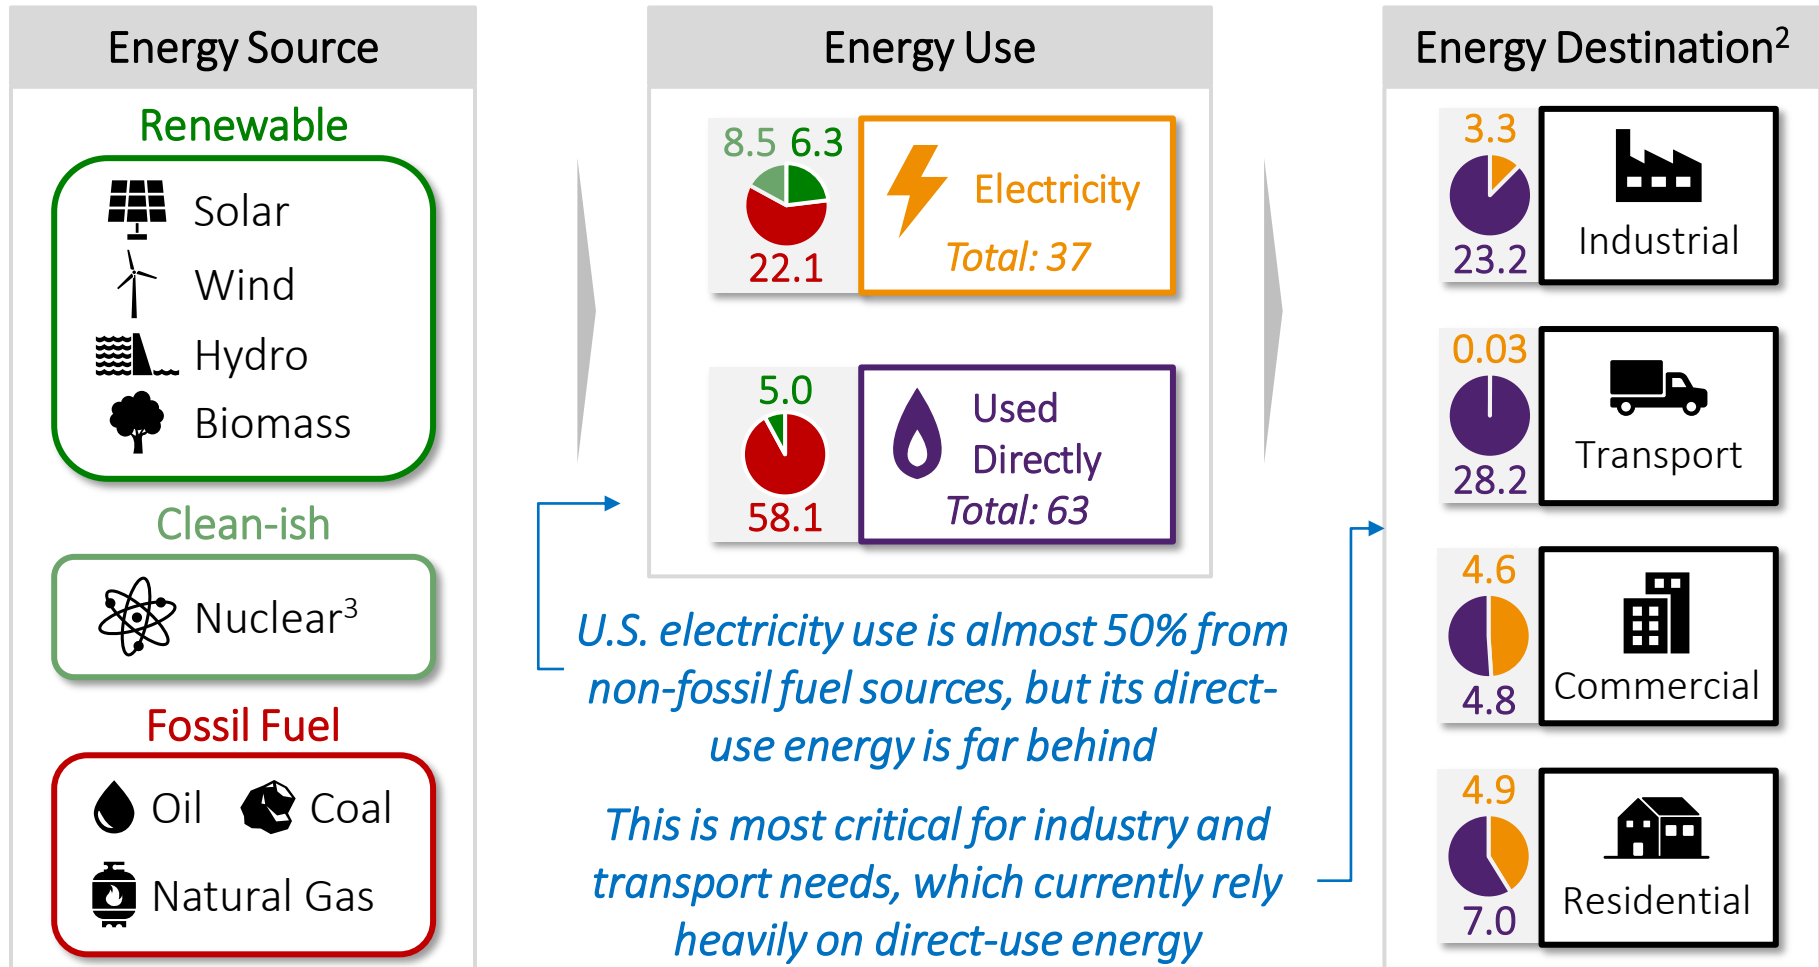 Energy Source
Renewable
Solar
Wind
Hydro
Biomass
Clean-ish
Nuclear³
Fossil Fuel
Oil
Coal
Natural Gas
Energy Use
8.5 6.3
22.1
Electricity
Total: 37
5.0
58.1
Used
Directly
Total: 63
U.S. electricity use is almost 50% from
non-fossil fuel sources, but its direct-
use energy is far behind
This is most critical for industry and
transport needs, which currently rely
heavily on direct-use energy
Energy Destination²
3.3
23.2
Industrial
0.03
28.2
Transport
4.6
4.8
Commercial
4.9
7.0
Residential